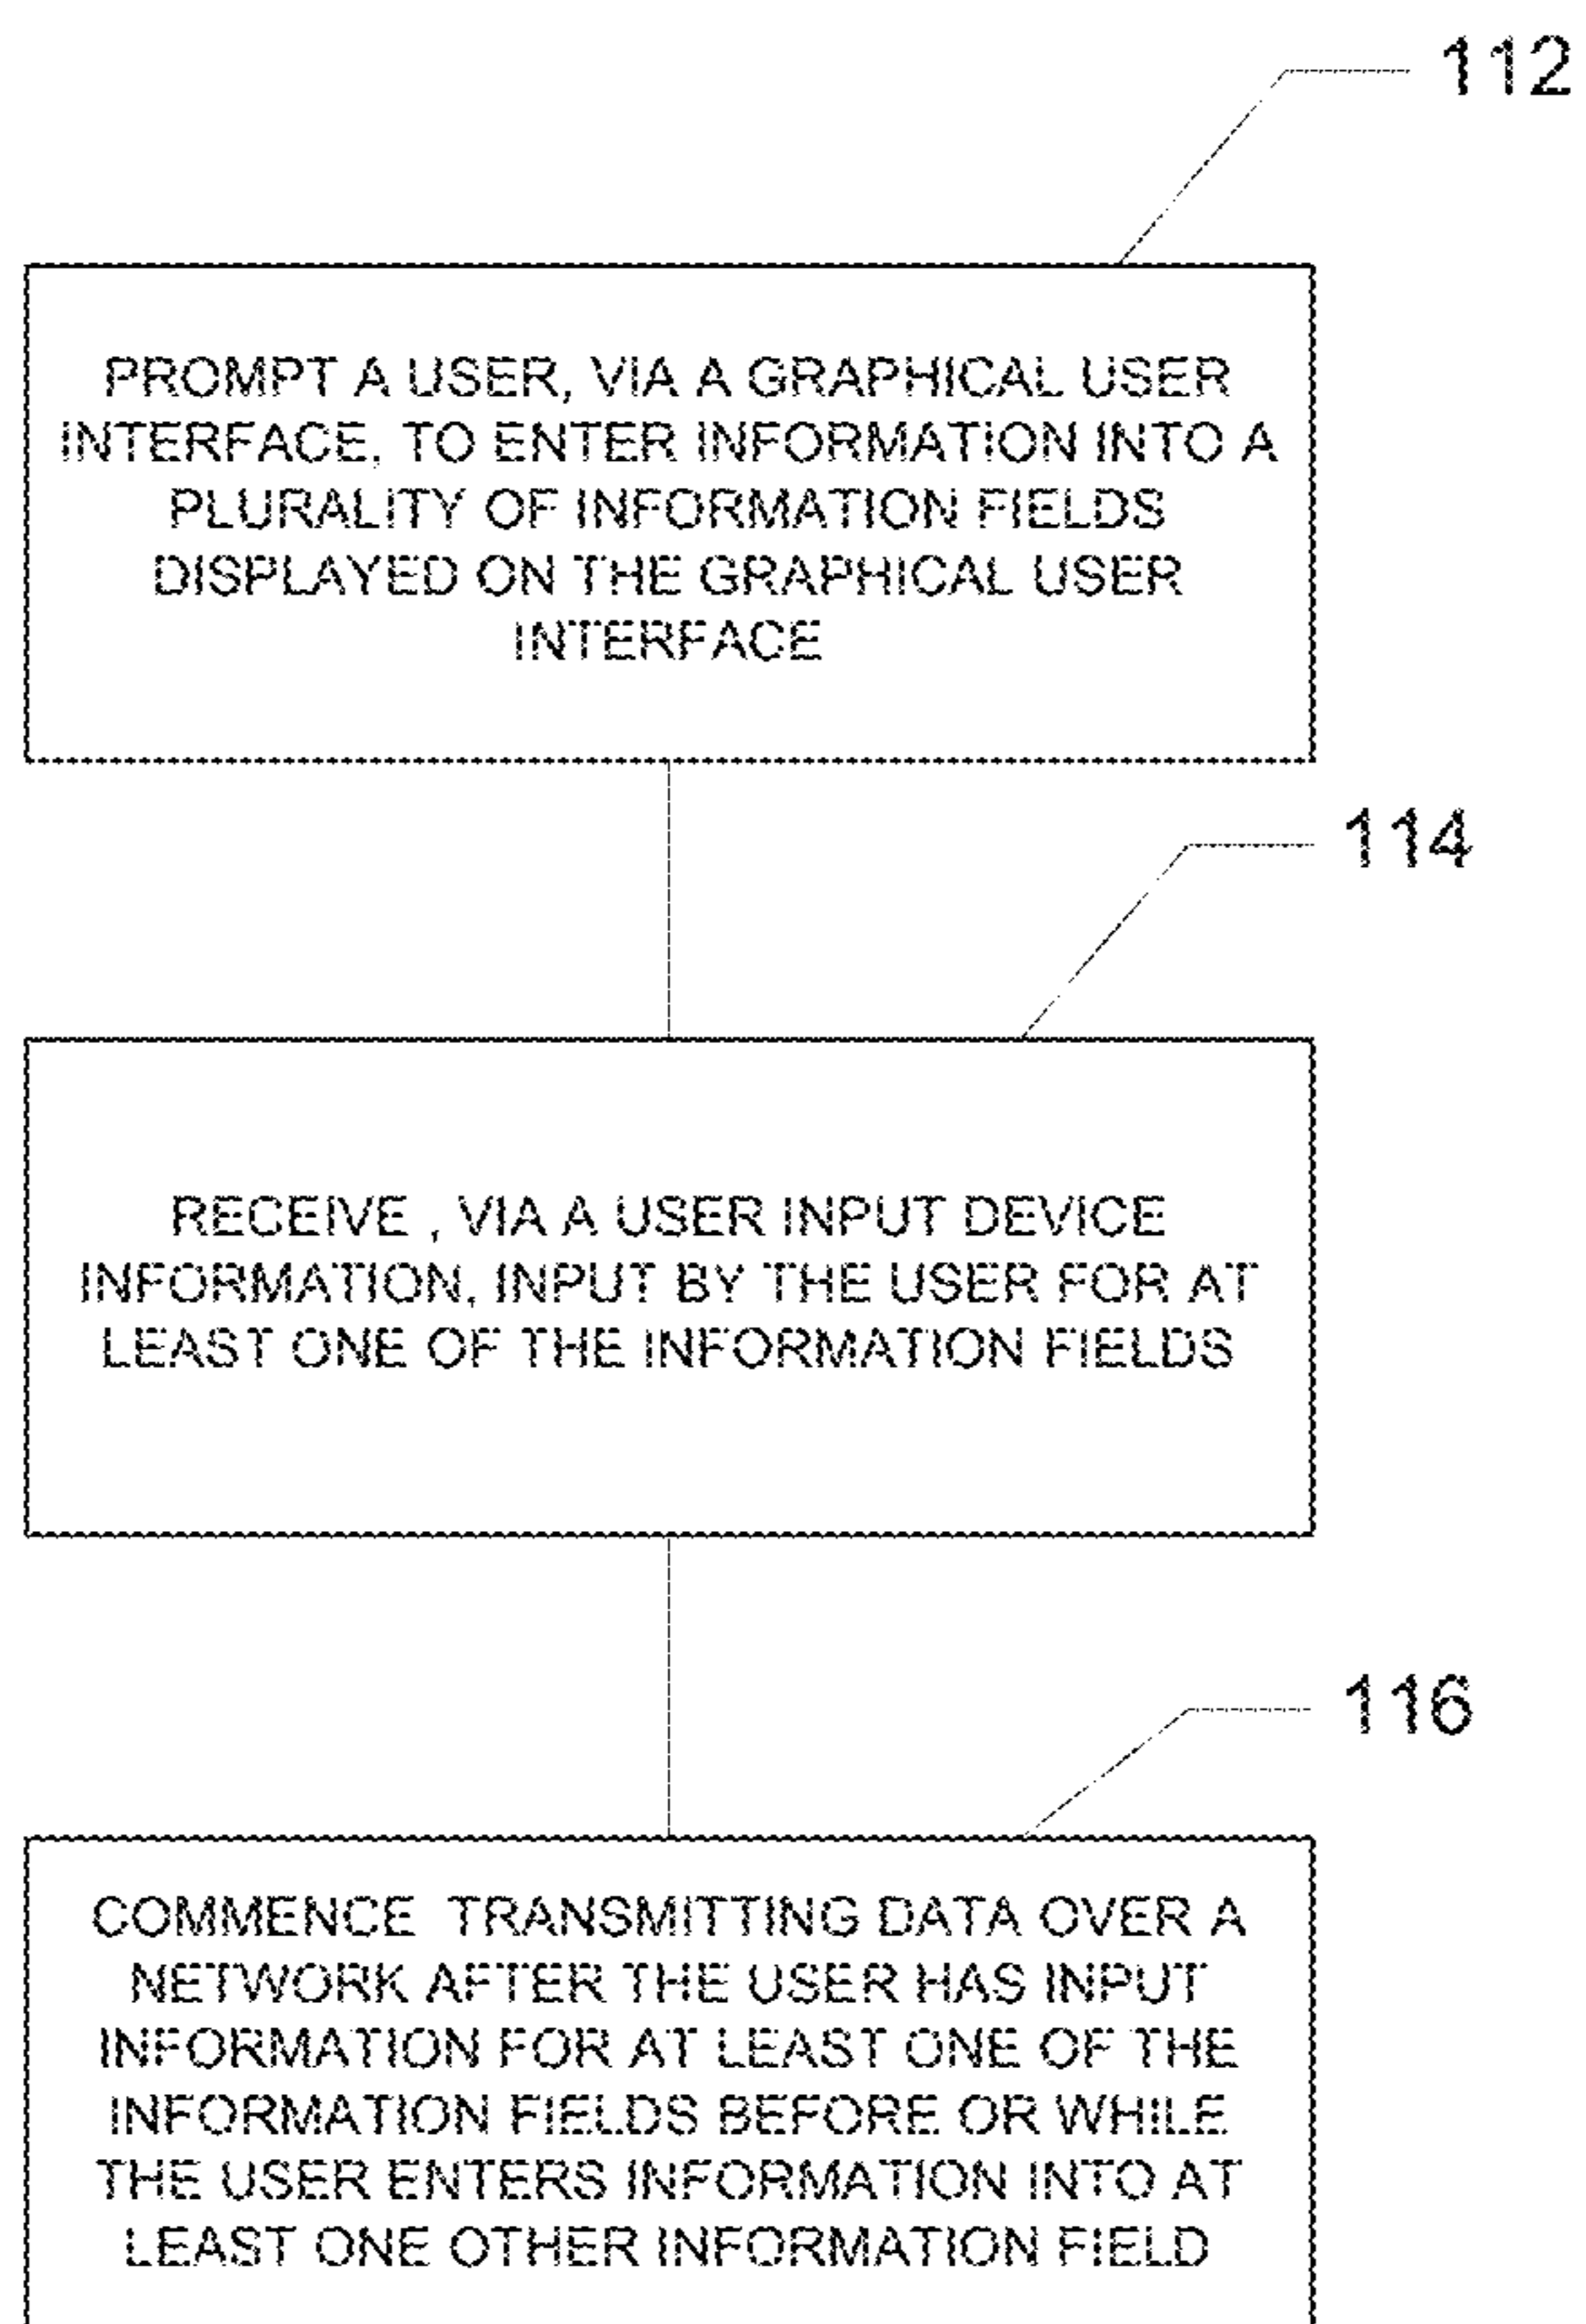 112
PROMPT A USER, VIA A GRAPHICAL USER
INTERFACE, TO ENTER INFORMATION INTO A
PLURALITY OF INFORMATION FIELDS
DISPLAYED ON THE GRAPHICAL USER
INTERFACE
114
RECEIVE , VIA A USER INPUT DEVICE
INFORMATION, INPUT BY THE USER FOR AT
LEAST ONE OF THE INFORMATION FIELDS
116
COMMENCE  TRANSMITTING DATA OVER A
NETWORK AFTER THE USER HAS INPUT
INFORMATION FOR AT LEAST ONE OF THE
INFORMATION FIELDS BEFORE OR WHILE
THE USER ENTERS INFORMATION INTO AT
LEAST ONE OTHER INFORMATION FIELD